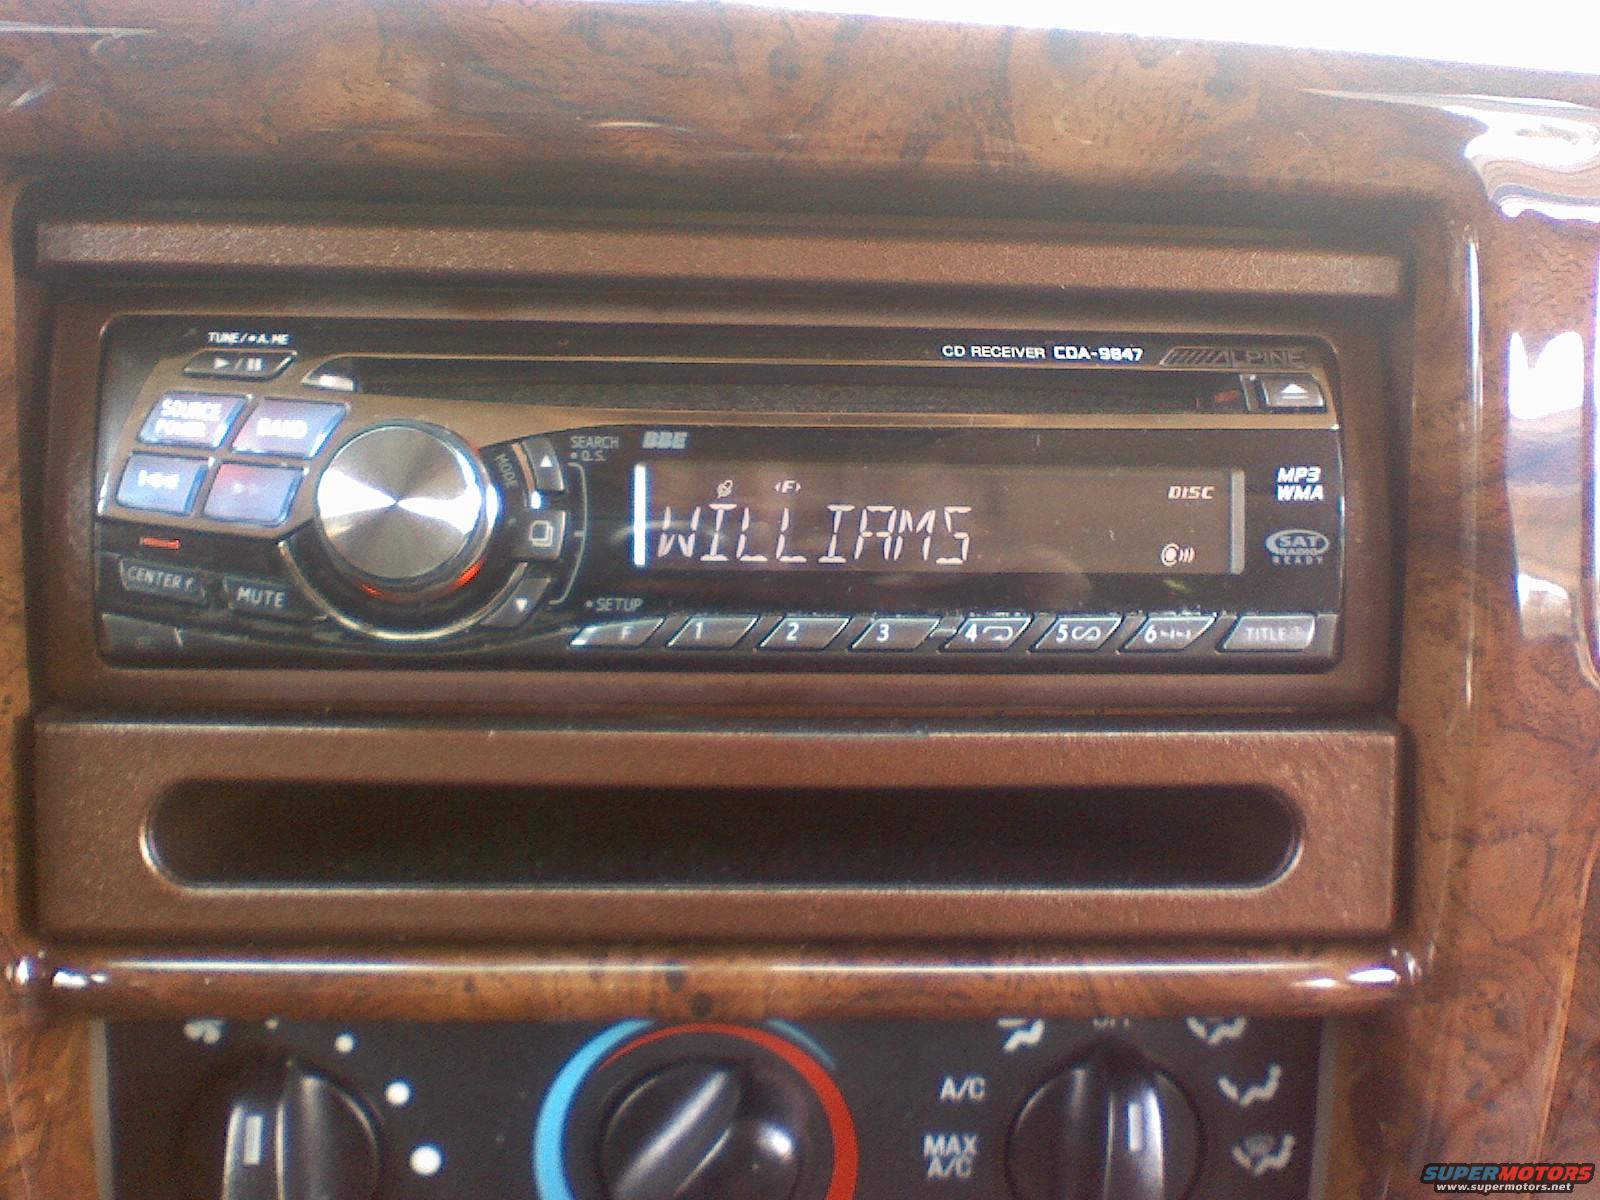 TUNE/•A.ME
CD RECEIVER CDA-9847 ALPINE
SOURCE
POWER
BAND
SEARCH
•Q.S.
BBE
MODE
MP3
WMA
F
DISC
WILLIAMS
SAT
RADIO
READY
CENTER f
MUTE
•SETUP
F 1 2 3 4 5 6 TITLE
A/C
MAX
A/C
SUPERMOTORS
www.supermotors.net